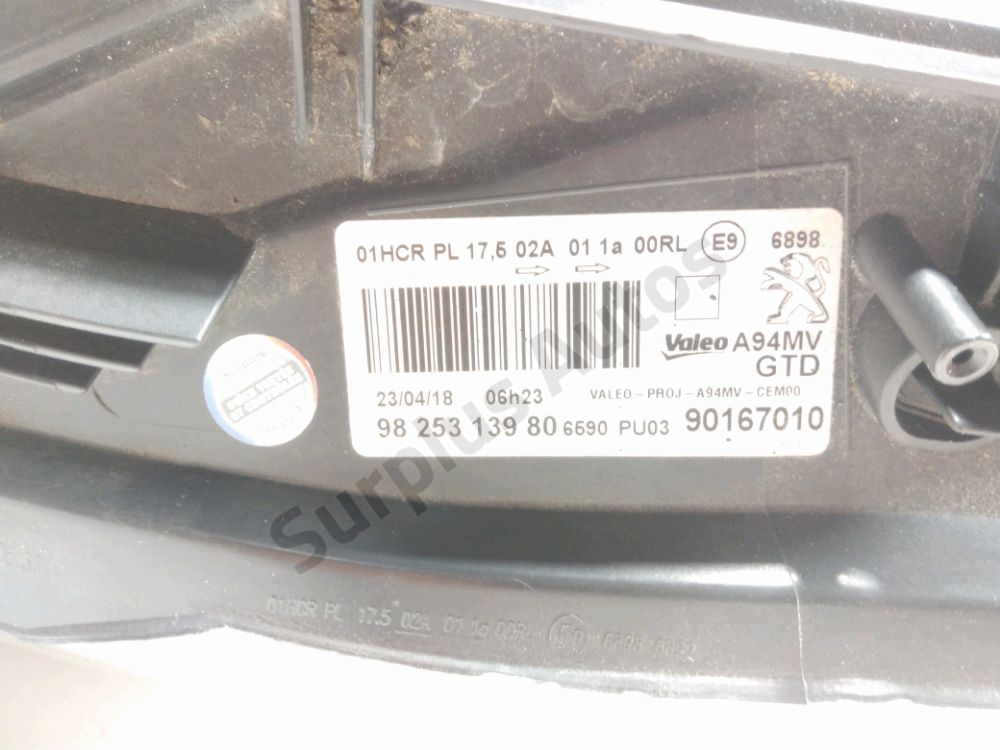 01HCR PL 17,5 02A 01 1a 00RL E9 6898
Valeo A94MV
GTD
23/04/18 06h23 VALEO-PROJ-A94MV-CEM00
98 253 139 80 6590 PU03 90167010
Surplus Autos
01HCR PL 17.5 02A 01 1a 00RL E9 6898